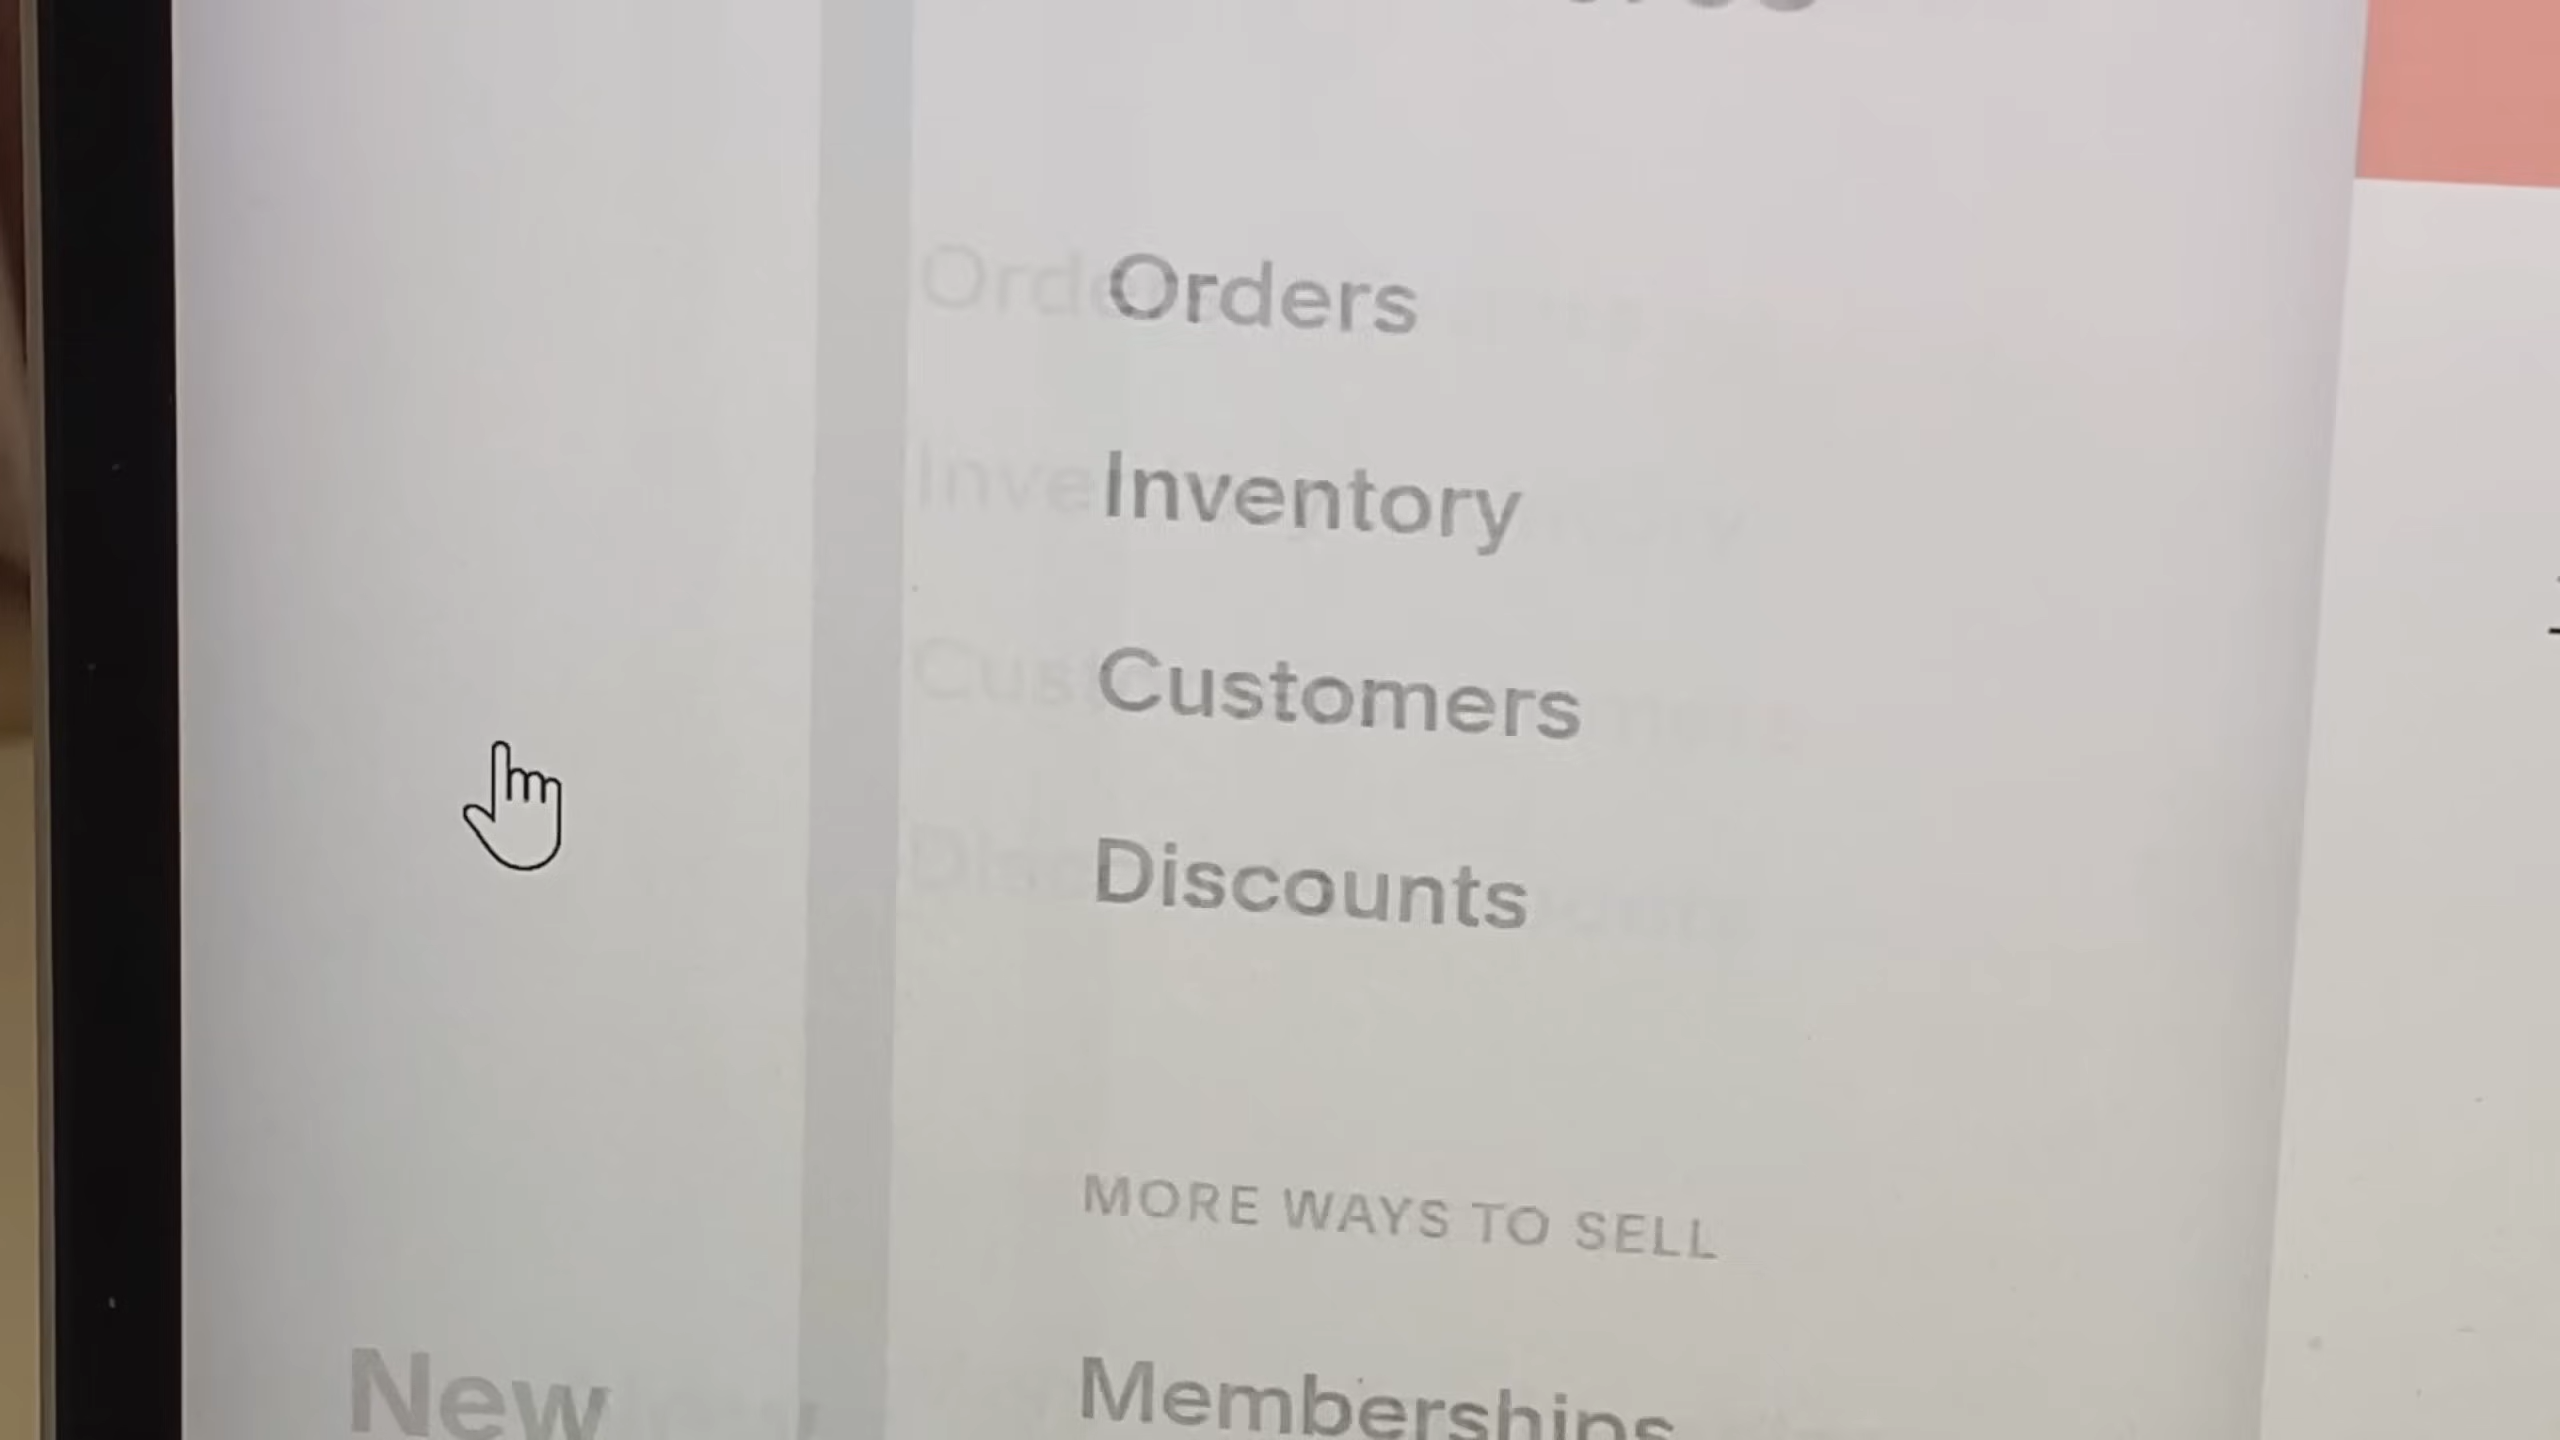 Orders
Inventory
Customers
Discounts
MORE WAYS TO SELL
Memberships
New